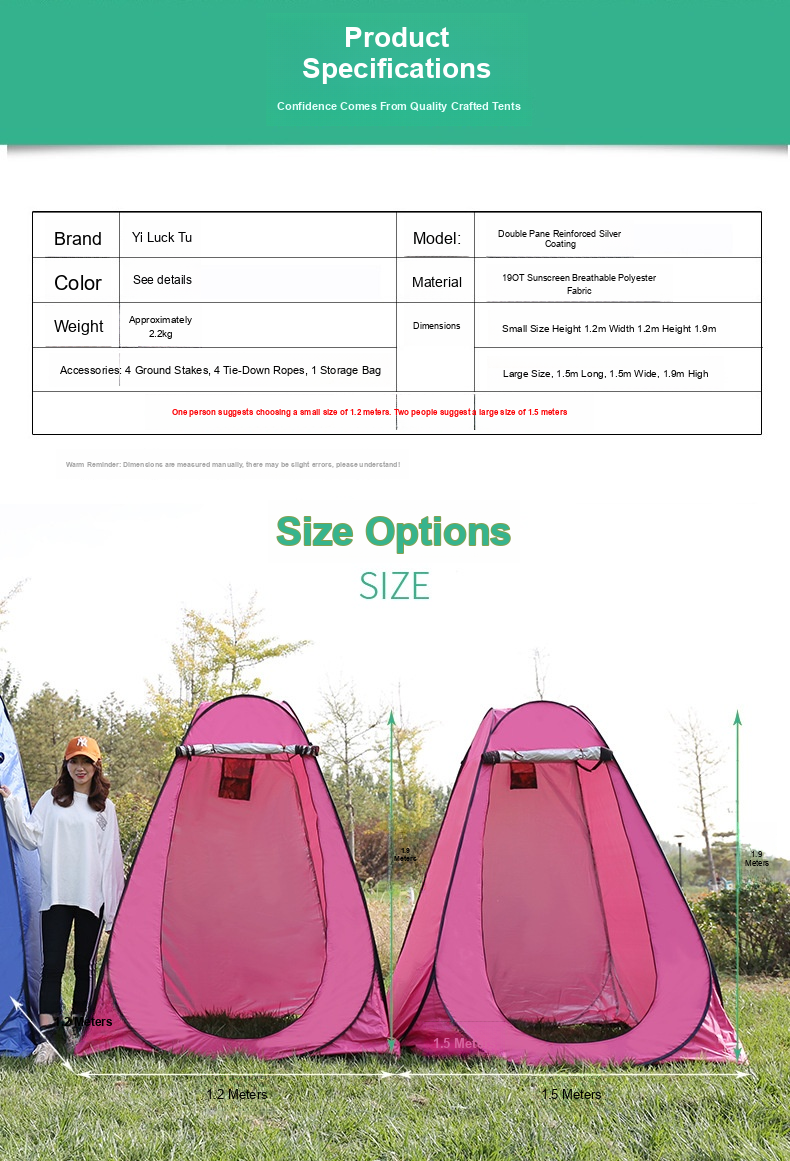 Product
Specifications
Confidence Comes From Quality Crafted Tents
Brand
Yi Luck Tu
Model:
Double Pane Reinforced Silver
Coating
Color
See details
Material
19OT Sunscreen Breathable Polyester
Fabric
Weight
Approximately
2.2kg
Dimensions
Small Size Height 1.2m Width 1.2m Height 1.9m
Accessories: 4 Ground Stakes, 4 Tie-Down Ropes, 1 Storage Bag
Large Size, 1.5m Long, 1.5m Wide, 1.9m High
One person suggests choosing a small size of 1.2 meters. Two people suggest a large size of 1.5 meters
Warm Reminder: Dimensions are measured manually, there may be slight errors, please understand!
Size Options
SIZE
NY
1.9
Meters
1.9
Meters
1.2 Meters
1.5 Mete
1.2 Meters
1.5 Meters